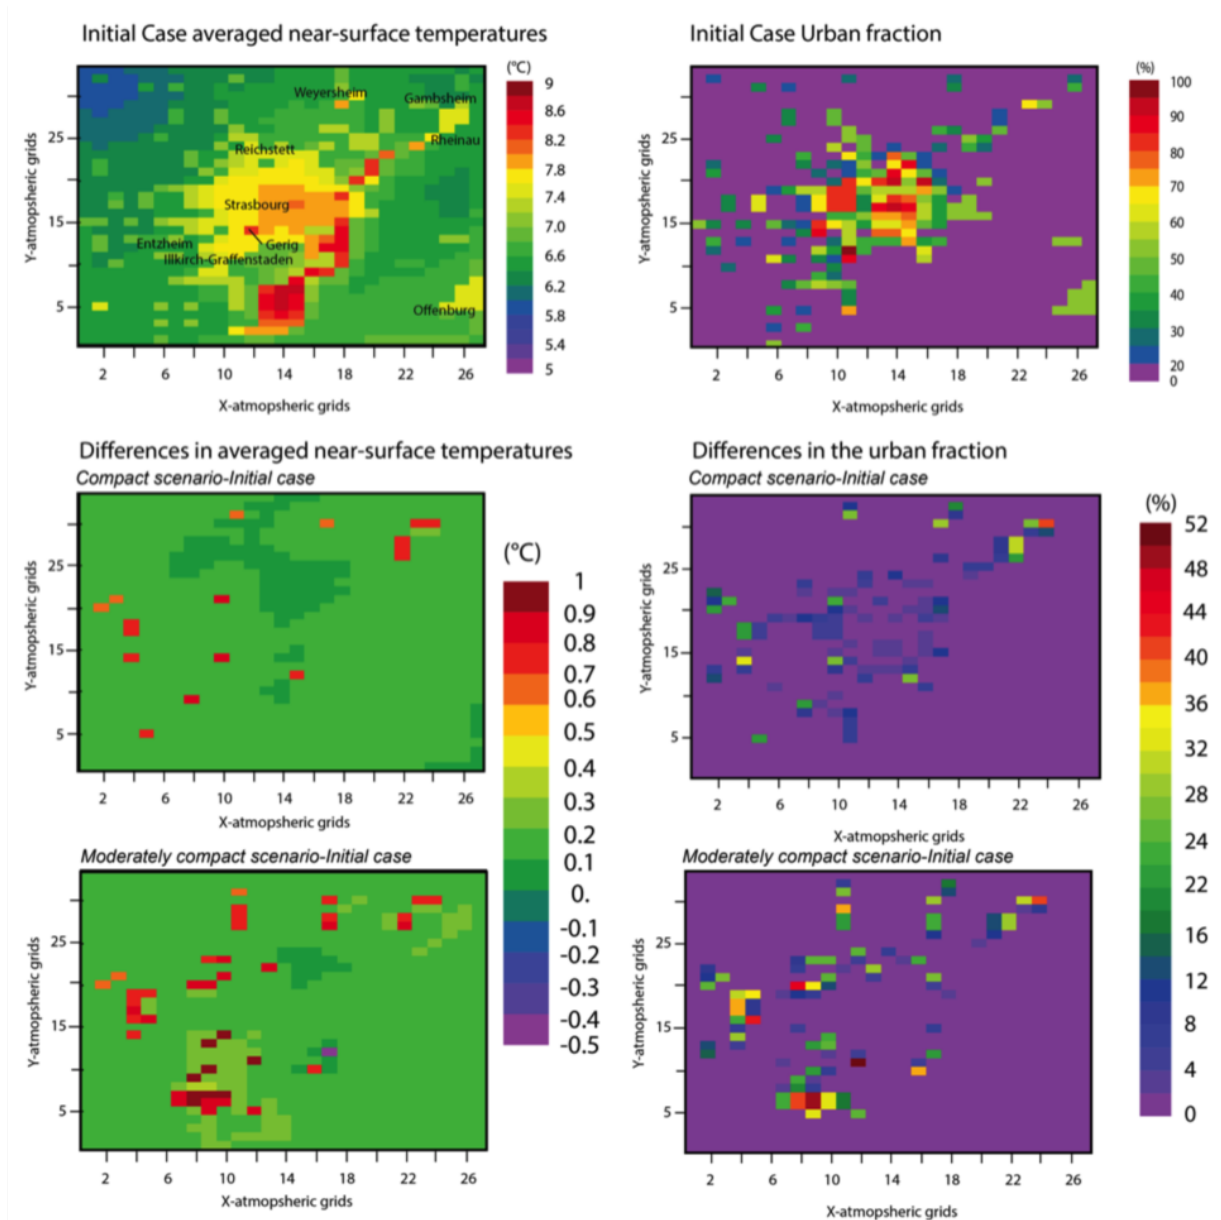 Initial Case averaged near-surface temperatures
(°C)
9
8.6
8.2
7.8
7.4
7.0
6.6
6.2
5.8
5.4
5
Weyersheim
Gambsheim
Rheinau
Reichstett
Strasbourg
Entzheim
Gerig
Illkirch-Graffenstaden
Offenburg
Y-atmopsheric grids
25
15
5
2 6 10 14 18 22 26
X-atmopsheric grids
Initial Case Urban fraction
(%)
100
90
80
70
60
50
40
30
20
0
Y-atmopsheric grids
25
15
5
2 6 10 14 18 22 26
X-atmopsheric grids
Differences in averaged near-surface temperatures
Compact scenario-Initial case
Y-atmopsheric grids
25
15
5
2 6 10 14 18 22 26
X-atmopsheric grids
(°C)
1
0.9
0.8
0.7
0.6
0.5
0.4
0.3
0.2
0.1
0.
-0.1
-0.2
-0.3
-0.4
-0.5
Differences in the urban fraction
Compact scenario-Initial case
Y-atmopsheric grids
25
15
5
2 6 10 14 18 22 26
X-atmopsheric grids
(%)
52
48
44
40
36
32
28
24
22
16
12
8
4
0
Moderately compact scenario-Initial case
Y-atmopsheric grids
25
15
5
2 6 10 14 18 22 26
X-atmopsheric grids
Moderately compact scenario-Initial case
Y-atmopsheric grids
25
15
5
2 6 10 14 18 22 26
X-atmopsheric grids